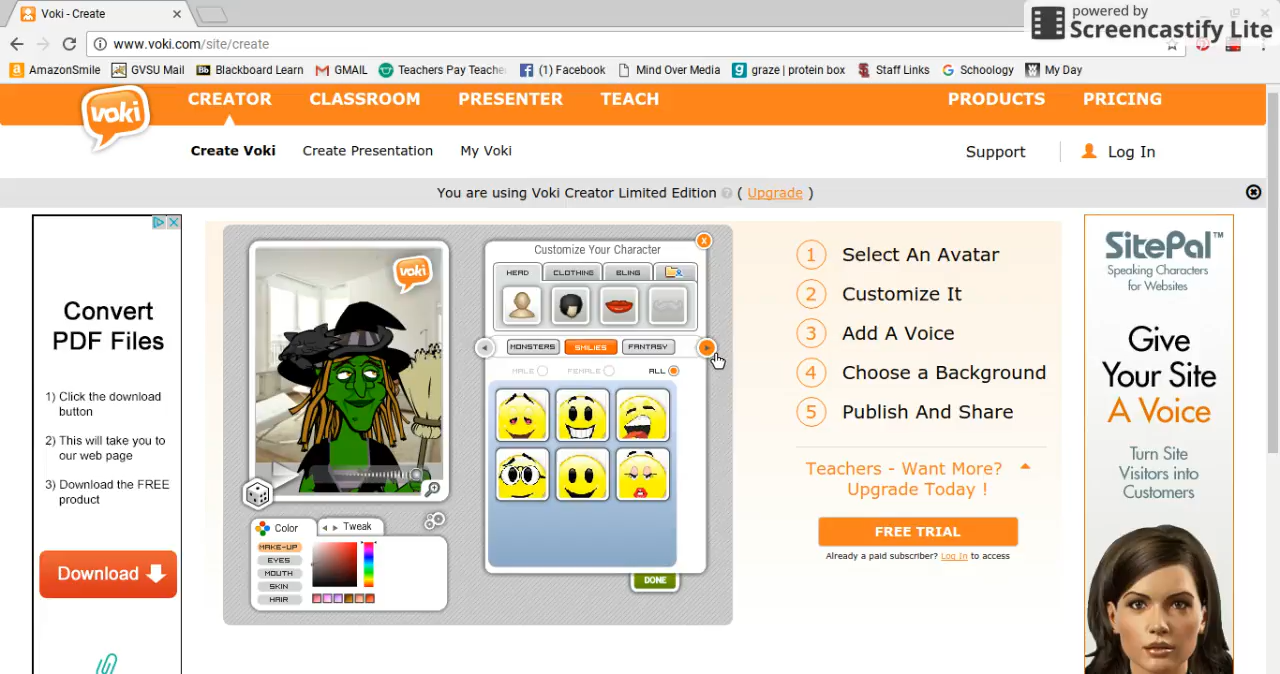 Voki - Create
powered by
Screencastify Lite
www.voki.com/site/create
AmazonSmile
GVSU Mail
Bb Blackboard Learn
GMAIL
Teachers Pay Teache
(1) Facebook
Mind Over Media
graze | protein box
Staff Links
Schoology
My Day
voki
CREATOR
CLASSROOM
PRESENTER
TEACH
PRODUCTS
PRICING
Create Voki
Create Presentation
My Voki
Support
Log In
You are using Voki Creator Limited Edition ? ( Upgrade )
Convert
PDF Files
1) Click the download
button
2) This will take you to
our web page
3) Download the FREE
product
Download
voki
Color
Tweak
MAKE-UP
EYES
MOUTH
SKIN
HAIR
Customize Your Character
HEAD
CLOTHING
BLING
MONSTERS
SMILIES
FANTASY
MALE
FEMALE
ALL
DONE
1 Select An Avatar
2 Customize It
3 Add A Voice
4 Choose a Background
5 Publish And Share
Teachers - Want More?
Upgrade Today !
FREE TRIAL
Already a paid subscriber? Log In to access
SitePal™
Speaking Characters
for Websites
Give
Your Site
A Voice
Turn Site
Visitors into
Customers